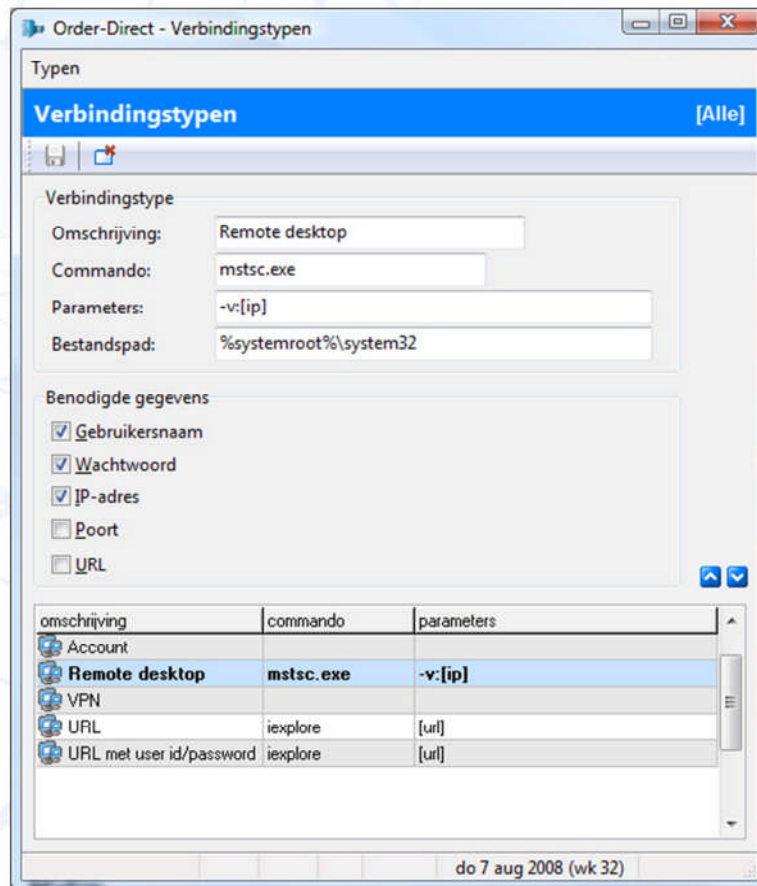 Order-Direct - Verbindingstypen
Typen
Verbindingstypen [Alle]
Verbindingstype
Omschrijving: Remote desktop
Commando: mstsc.exe
Parameters: -v:[ip]
Bestandspad: %systemroot%\system32
Benodigde gegevens
Gebruikersnaam
Wachtwoord
IP-adres
Poort
URL
omschrijving commando parameters
Account
Remote desktop mstsc.exe -v:[ip]
VPN
URL iexplore [url]
URL met user id/password iexplore [url]
do 7 aug 2008 (wk 32)